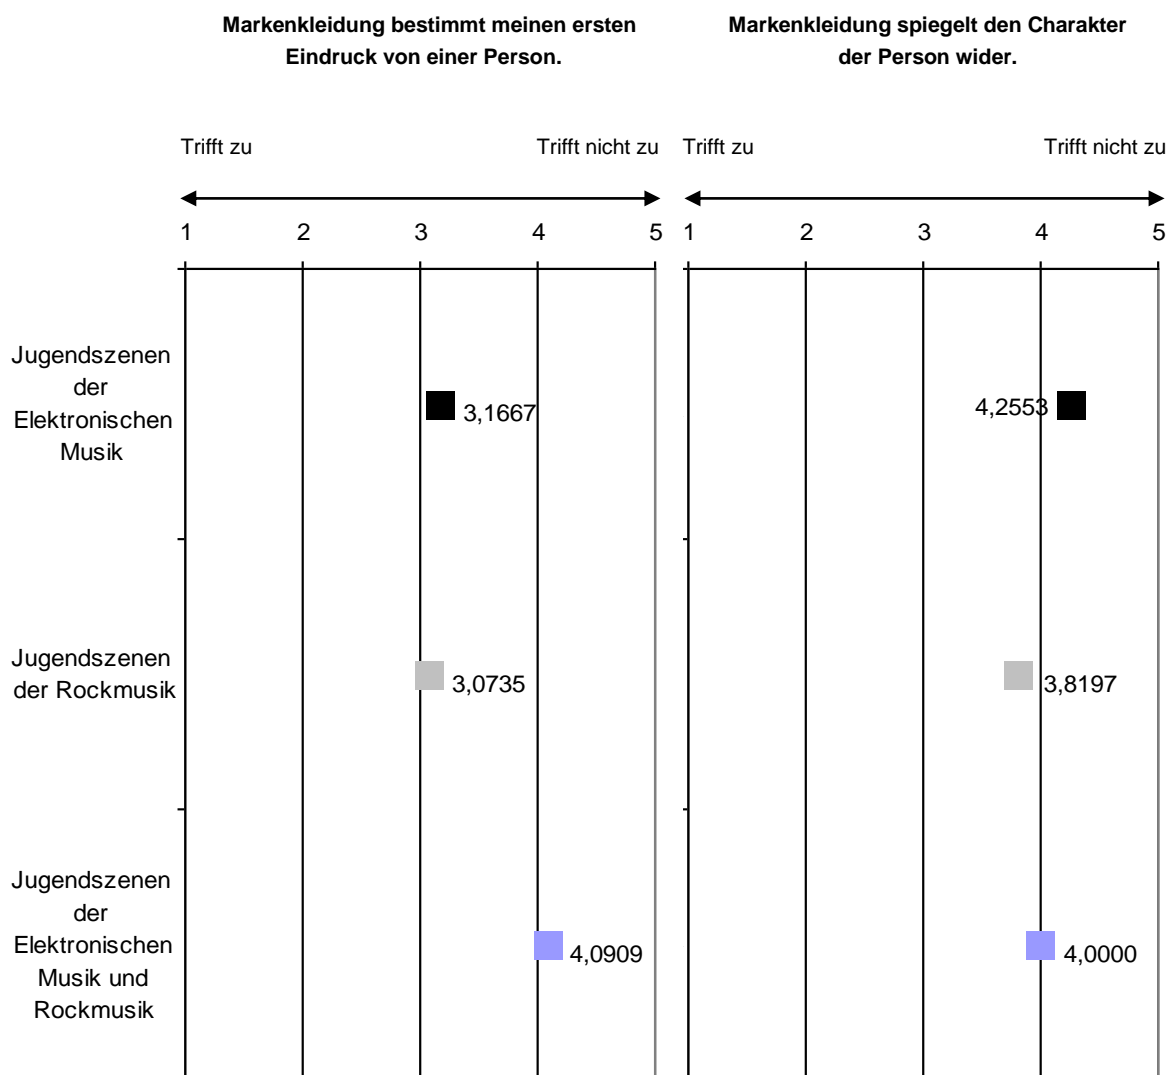 Markenkleidung bestimmt meinen ersten
Eindruck von einer Person.
Markenkleidung spiegelt den Charakter
der Person wider.
Trifft zu
Trifft nicht zu
Trifft zu
Trifft nicht zu
1 2 3 4 5
1 2 3 4 5
Jugendszenen
der
Elektronischen
Musik
3,1667
4,2553
Jugendszenen
der Rockmusik
3,0735
3,8197
Jugendszenen
der
Elektronischen
Musik und
Rockmusik
4,0909
4,0000